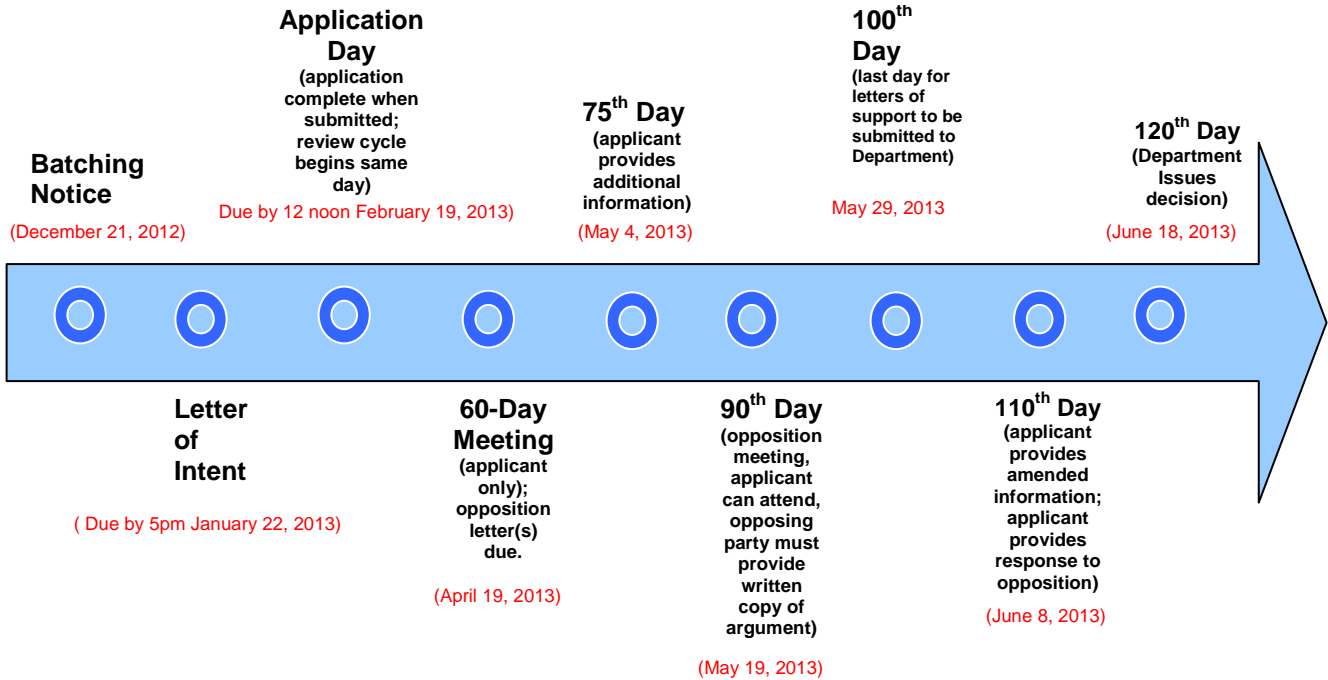 Batching
Notice
(December 21, 2012)
Letter
of
Intent
( Due by 5pm January 22, 2013)
Application
Day
(application
complete when
submitted;
review cycle
begins same
day)
Due by 12 noon February 19, 2013)
60-Day
Meeting
(applicant
only);
opposition
letter(s)
due.
(April 19, 2013)
75th Day
(applicant
provides
additional
information)
(May 4, 2013)
90th Day
(opposition
meeting,
applicant
can attend,
opposing
party must
provide
written
copy of
argument)
(May 19, 2013)
100th
Day
(last day for
letters of
support to be
submitted to
Department)
May 29, 2013
110th Day
(applicant
provides
amended
information;
applicant
provides
response to
opposition)
(June 8, 2013)
120th Day
(Department
Issues
decision)
(June 18, 2013)